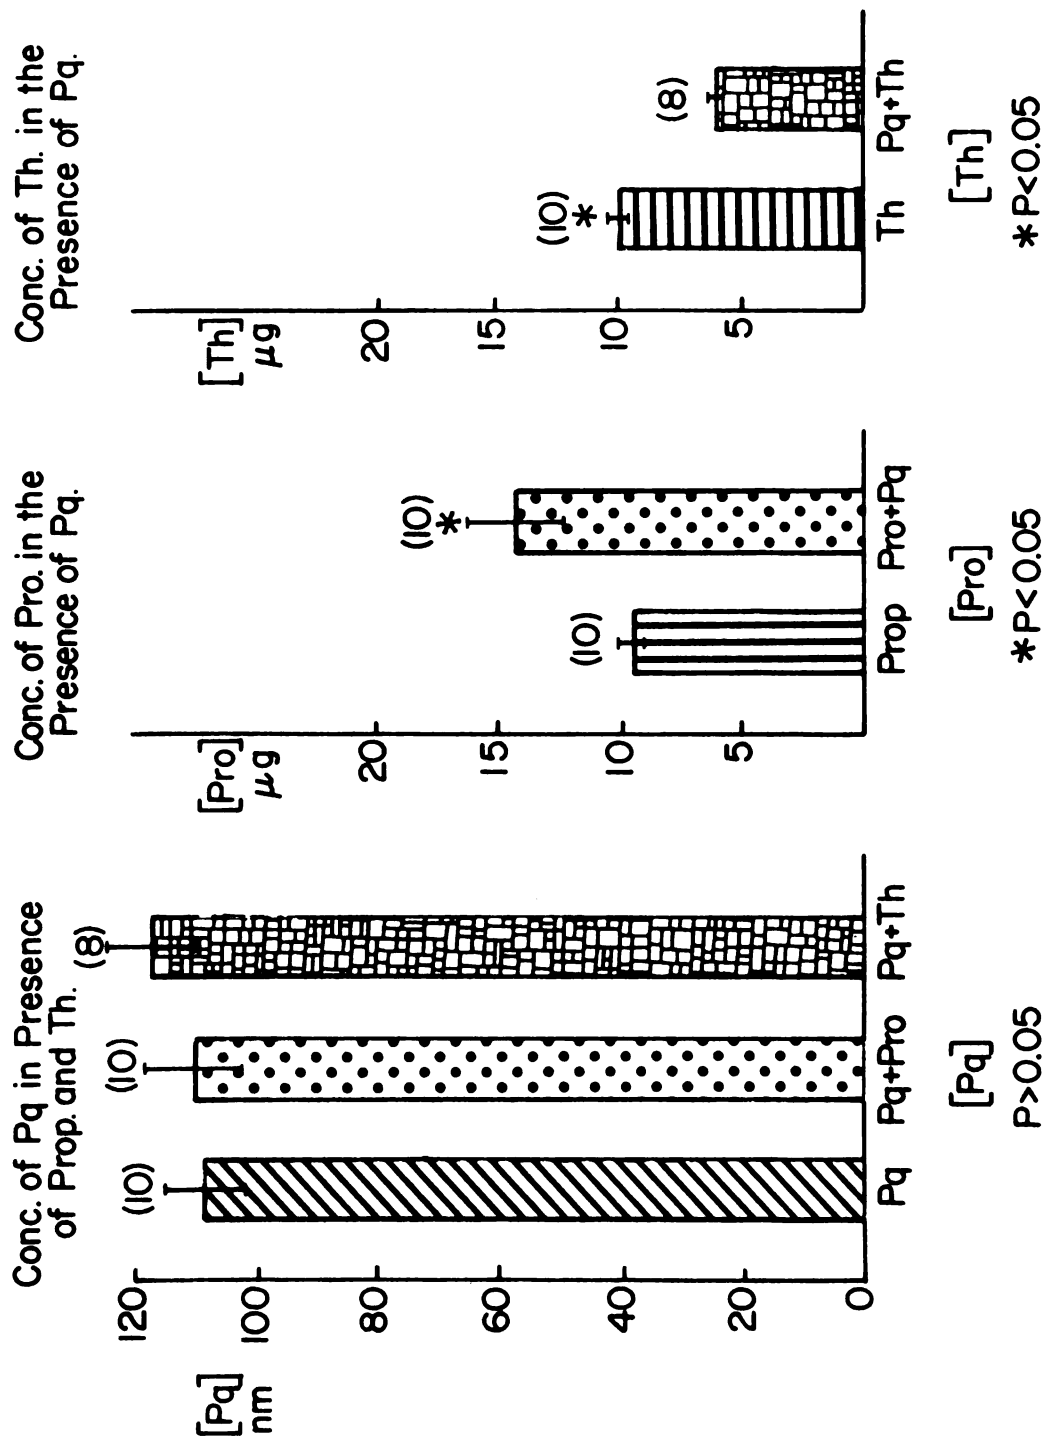 Conc. of Pq in Presence
of Prop. and Th.
[Pq]
nm
120
100
80
60
40
20
0
(10)
(10)
(8)
Pq
Pq+Pro
Pq+Th
[Pq]
P>0.05
Conc. of Pro. in the
Presence of Pq.
[Pro]
μg
20
15
10
5
(10)
(10)
*
Prop
Pro+Pq
[Pro]
*P<0.05
Conc. of Th. in the
Presence of Pq.
[Th]
μg
20
15
10
5
(10)
*
(8)
Th
Pq+Th
[Th]
*P<0.05